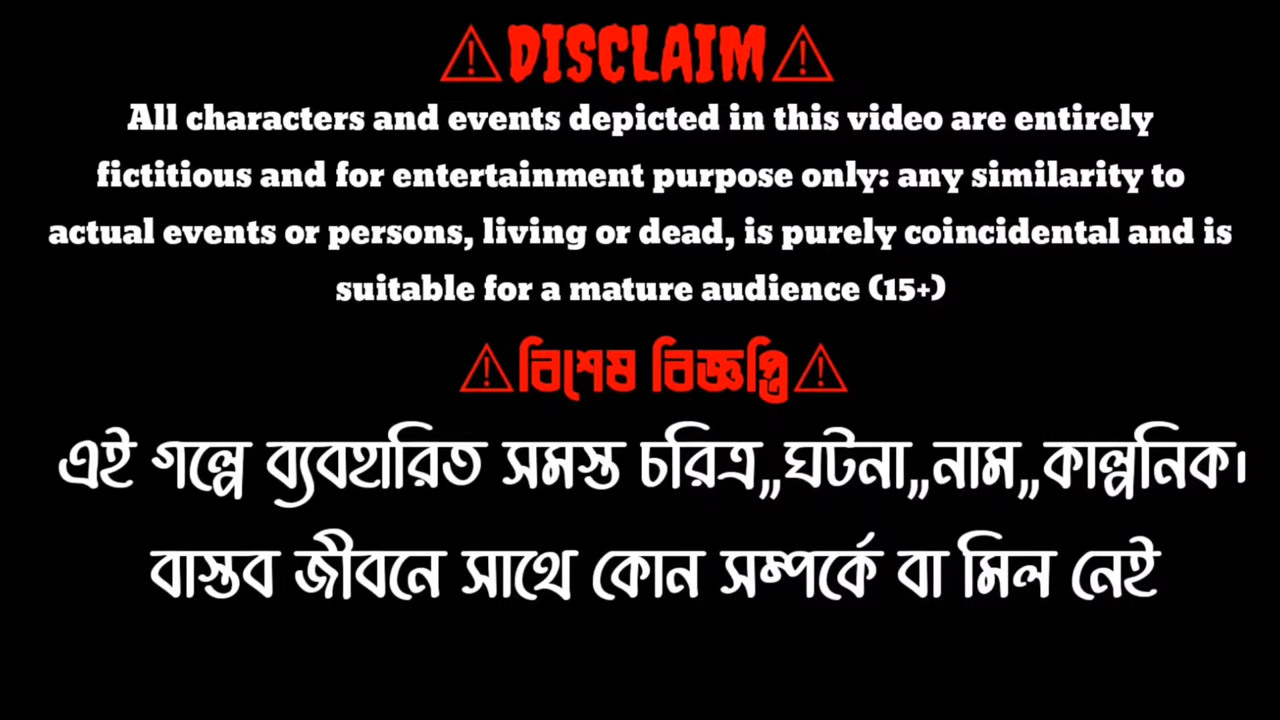 ⚠DISCLAIM⚠
All characters and events depicted in this video are entirely
fictitious and for entertainment purpose only: any similarity to
actual events or persons, living or dead, is purely coincidental and is
suitable for a mature audience (15+)
⚠বিশেষ বিজ্ঞপ্তি⚠
এই গল্পে ব্যবহারিত সমস্ত চরিত্র,,ঘটনা,,নাম,,কাল্পনিক।
বাস্তব জীবনে সাথে কোন সম্পর্কে বা মিল নেই